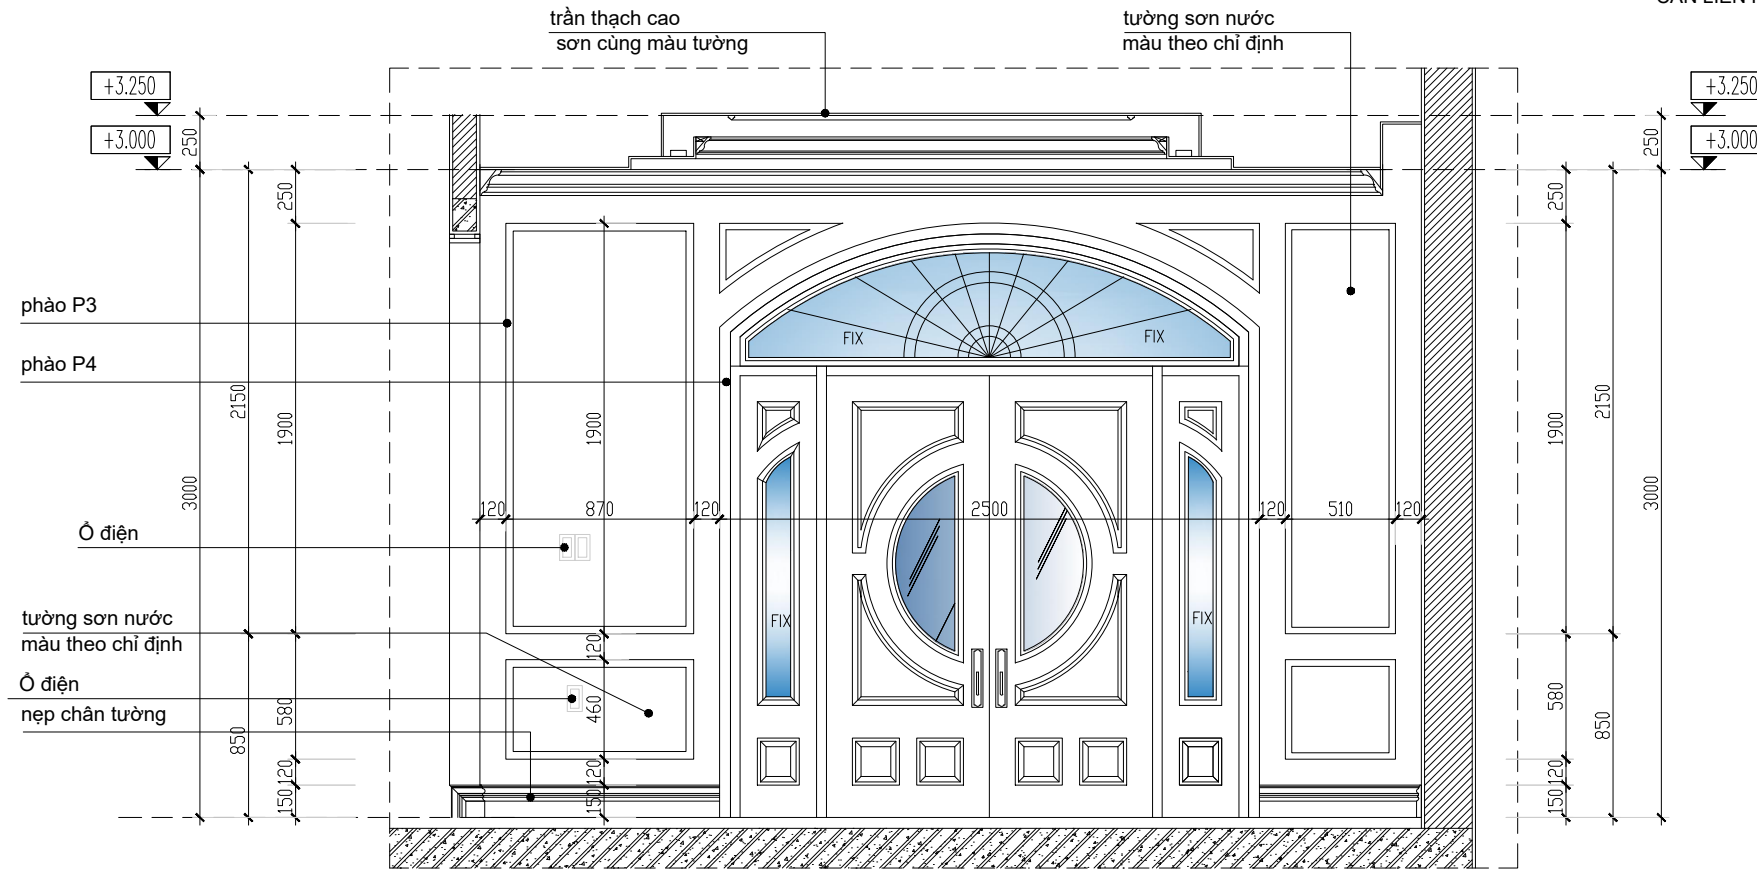 trần thạch cao
sơn cùng màu tường
tường sơn nước
màu theo chỉ định
+3.250
+3.000
+3.250
+3.000
250
250
250
250
phào P3
phào P4
FIX
FIX
2150
1900
1900
3000
1900
2150
3000
120
870
120
2500
120
510
120
Ổ điện
tường sơn nước
màu theo chỉ định
FIX
FIX
120
Ổ điện
nẹp chân tường
850
580
460
580
850
120
150
120
150
120
150